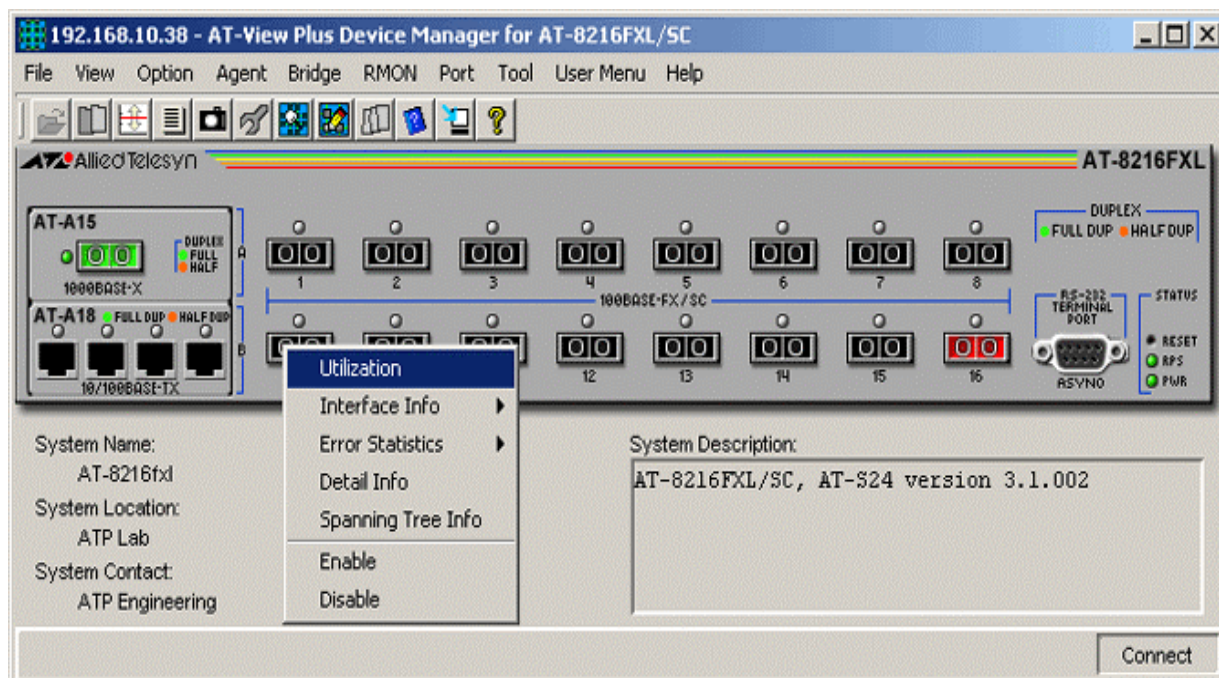 192.168.10.38 - AT-View Plus Device Manager for AT-8216FXL/SC
File View Option Agent Bridge RMON Port Tool User Menu Help
Allied Telesyn
AT-8216FXL
AT-A15
DUPLEX
FULL
HALF
1000BASE-X
A
1 2 3 4 5 6 7 8
100BASE-FX/SC
DUPLEX
FULL DUP HALF DUP
AT-A18 FULL DUP HALF DUP
10/100BASE-TX
B
12 13 14 15 16
RS-232
TERMINAL
PORT
ASYNO
STATUS
RESET
RPS
PWR
Utilization
Interface Info
Error Statistics
Detail Info
Spanning Tree Info
Enable
Disable
System Name:
AT-8216fxl
System Location:
ATP Lab
System Contact:
ATP Engineering
System Description:
AT-8216FXL/SC, AT-S24 version 3.1.002
Connect